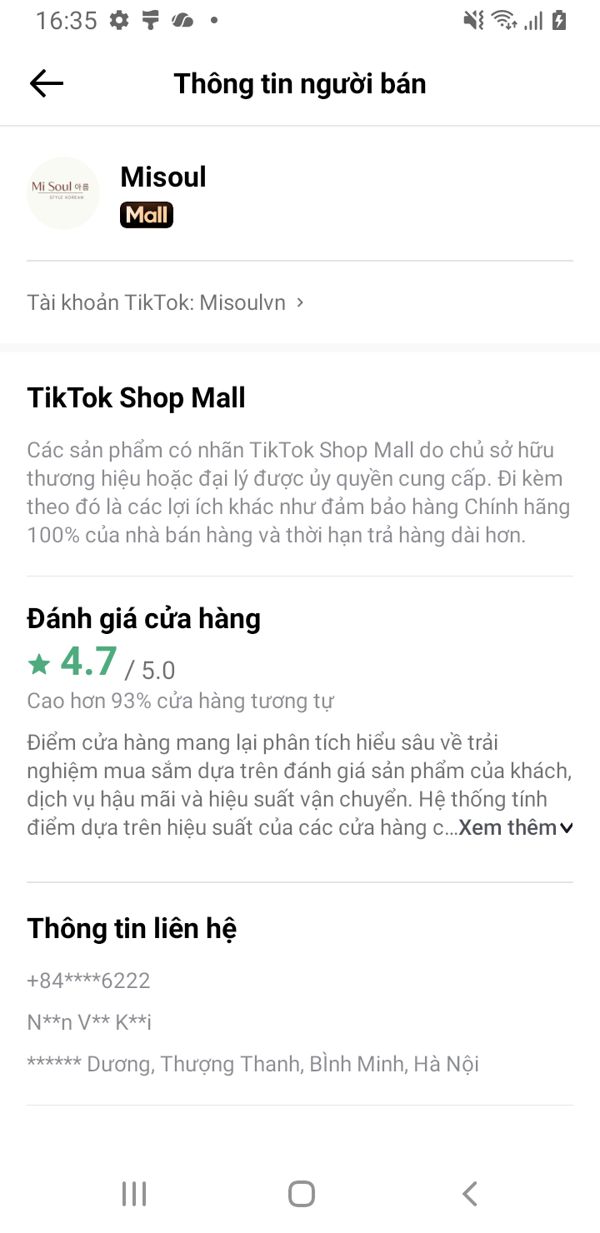 16:35
Thông tin người bán
Mi Soul 아름
STYLE KOREAN
Misoul
Mall
Tài khoản TikTok: Misoulvn >
TikTok Shop Mall
Các sản phẩm có nhãn TikTok Shop Mall do chủ sở hữu
thương hiệu hoặc đại lý được ủy quyền cung cấp. Đi kèm
theo đó là các lợi ích khác như đảm bảo hàng Chính hãng
100% của nhà bán hàng và thời hạn trả hàng dài hơn.
Đánh giá cửa hàng
★ 4.7 / 5.0
Cao hơn 93% cửa hàng tương tự
Điểm cửa hàng mang lại phân tích hiểu sâu về trải
nghiệm mua sắm dựa trên đánh giá sản phẩm của khách,
dịch vụ hậu mãi và hiệu suất vận chuyển. Hệ thống tính
điểm dựa trên hiệu suất của các cửa hàng c...Xem thêm
Thông tin liên hệ
+84****6222
N**n V** K**i
****** Dương, Thượng Thanh, BÌnh Minh, Hà Nội